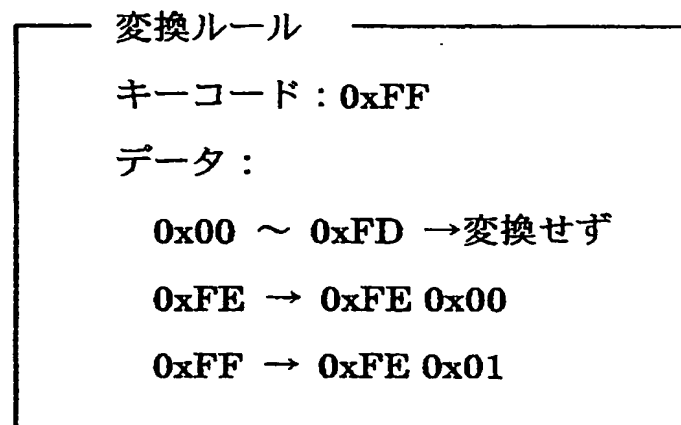 変換ルール
キーコード：0xFF
データ：
0x00 ～ 0xFD →変換せず
0xFE → 0xFE 0x00
0xFF → 0xFE 0x01